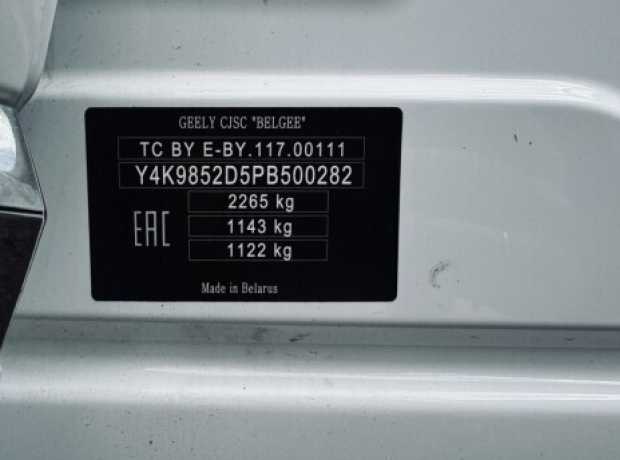 GEELY CJSC "BELGEE"
TC BY E-BY.117.00111
Y4K9852D5PB500282
2265 kg
1143 kg
EAC
1122 kg
Made in Belarus